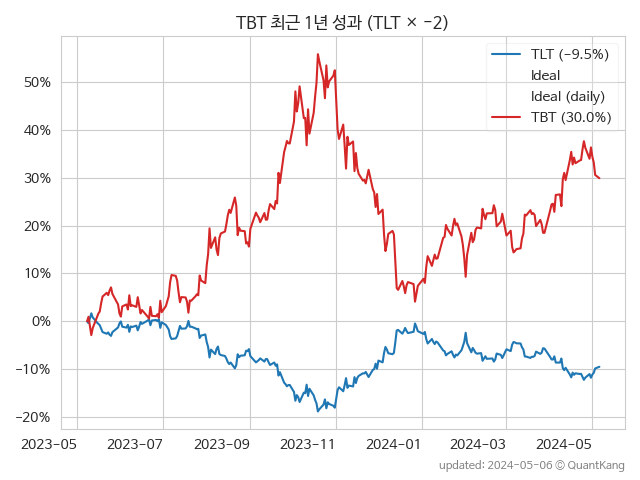 TBT 최근 1년 성과 (TLT × −2)
TLT (−9.5%)
Ideal
Ideal (daily)
TBT (30.0%)
50%
40%
30%
20%
10%
0%
−10%
−20%
2023-05 2023-07 2023-09 2023-11 2024-01 2024-03 2024-05
updated: 2024-05-06 © QuantKang